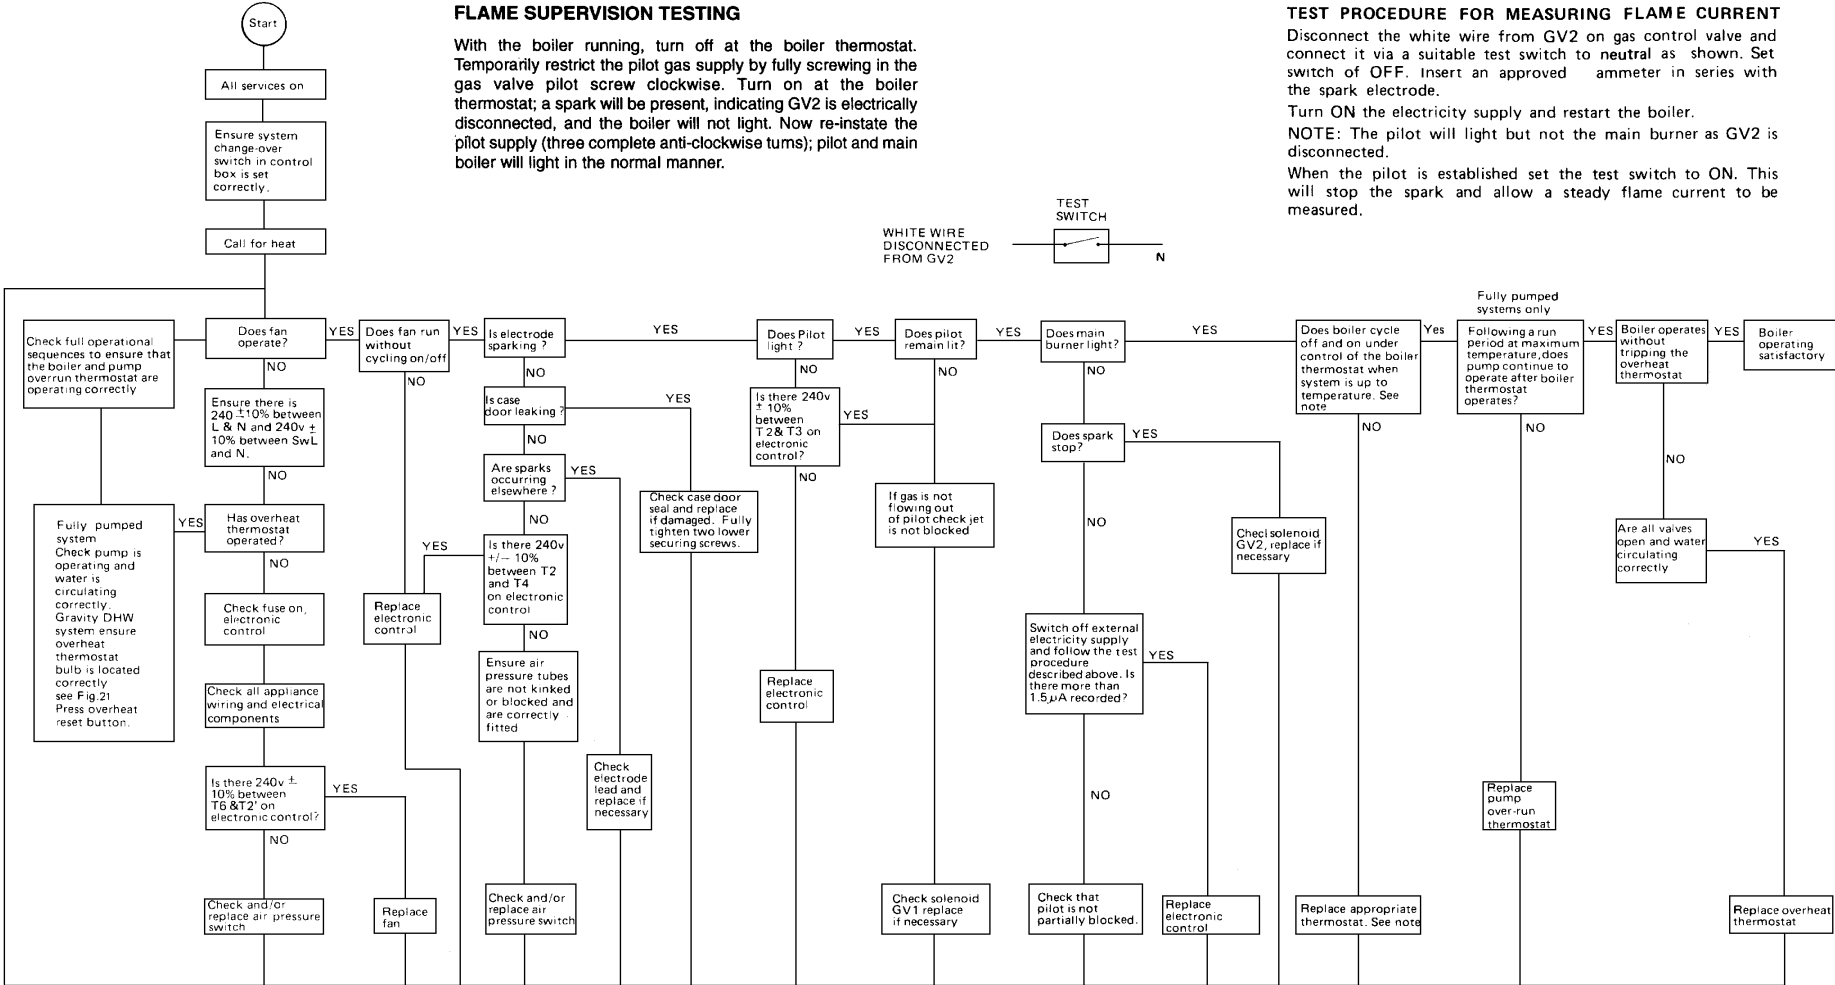 Start
All services on
Ensure system
change-over
switch in control
box is set
correctly.
Call for heat
FLAME SUPERVISION TESTING
With the boiler running, turn off at the boiler thermostat.
Temporarily restrict the pilot gas supply by fully screwing in the
gas valve pilot screw clockwise. Turn on at the boiler
thermostat; a spark will be present, indicating GV2 is electrically
disconnected, and the boiler will not light. Now re-instate the
pilot supply (three complete anti-clockwise turns); pilot and main
boiler will light in the normal manner.
TEST PROCEDURE FOR MEASURING FLAME CURRENT
Disconnect the white wire from GV2 on gas control valve and
connect it via a suitable test switch to neutral as shown. Set
switch of OFF. Insert an approved ammeter in series with
the spark electrode.
Turn ON the electricity supply and restart the boiler.
NOTE: The pilot will light but not the main burner as GV2 is
disconnected.
When the pilot is established set the test switch to ON. This
will stop the spark and allow a steady flame current to be
measured.
TEST
SWITCH
WHITE WIRE
DISCONNECTED
FROM GV2
N
Check full operational
sequences to ensure that
the boiler and pump
overrun thermostat are
operating correctly
Does fan
operate?
YES
NO
Ensure there is
240 ±10% between
L & N and 240v ±
10% between SwL
and N.
NO
Has overheat
thermostat
operated?
YES
NO
Fully pumped
system
Check pump is
operating and
water is
circulating
correctly.
Gravity DHW
system ensure
overheat
thermostat
bulb is located
correctly
see Fig.21
Press overheat
reset button.
Check fuse on,
electronic
control
Check all appliance
wiring and electrical
components
Is there 240v ±
10% between
T6 &T2' on
electronic control?
YES
NO
Check and/or
replace air pressure
switch
Replace
fan
Does fan run
without
cycling on/off
YES
NO
Replace
electronic
control
Is electrode
sparking ?
YES
NO
Is case
door leaking ?
YES
NO
Are sparks
occurring
elsewhere ?
YES
NO
Is there 240v
+/− 10%
between T2
and T4
on electronic
control
YES
NO
Ensure air
pressure tubes
are not kinked
or blocked and
are correctly
fitted
Check and/or
replace air
pressure switch
Check
electrode
lead and
replace if
necessary
Check case door
seal and replace
if damaged. Fully
tighten two lower
securing screws.
Does Pilot
light ?
YES
NO
Is there 240v
± 10%
between
T2& T3 on
electronic
control?
YES
NO
Replace
electronic
control
Does pilot
remain lit?
YES
NO
If gas is not
flowing out
of pilot check jet
is not blocked
Check solenoid
GV1 replace
if necessary
Does main
burner light?
YES
NO
Does spark
stop?
YES
NO
Checl solenoid
GV2, replace if
necessary
Switch off external
electricity supply
and follow the test
procedure
described above. Is
there more than
1.5µA recorded?
YES
NO
Check that
pilot is not
partially blocked.
Replace
electronic
control
Does boiler cycle
off and on under
control of the boiler
thermostat when
system is up to
temperature. See
note
Yes
NO
Replace appropriate
thermostat. See note
Fully pumped
systems only
Following a run
period at maximum
temperature,does
pump continue to
operate after boiler
thermostat
operates?
YES
NO
Replace
pump
over-run
thermostat
Boiler operates
without
tripping the
overheat
thermostat
YES
NO
Are all valves
open and water
circulating
correctly
YES
Replace overheat
thermostat
Boiler
operating
satisfactory